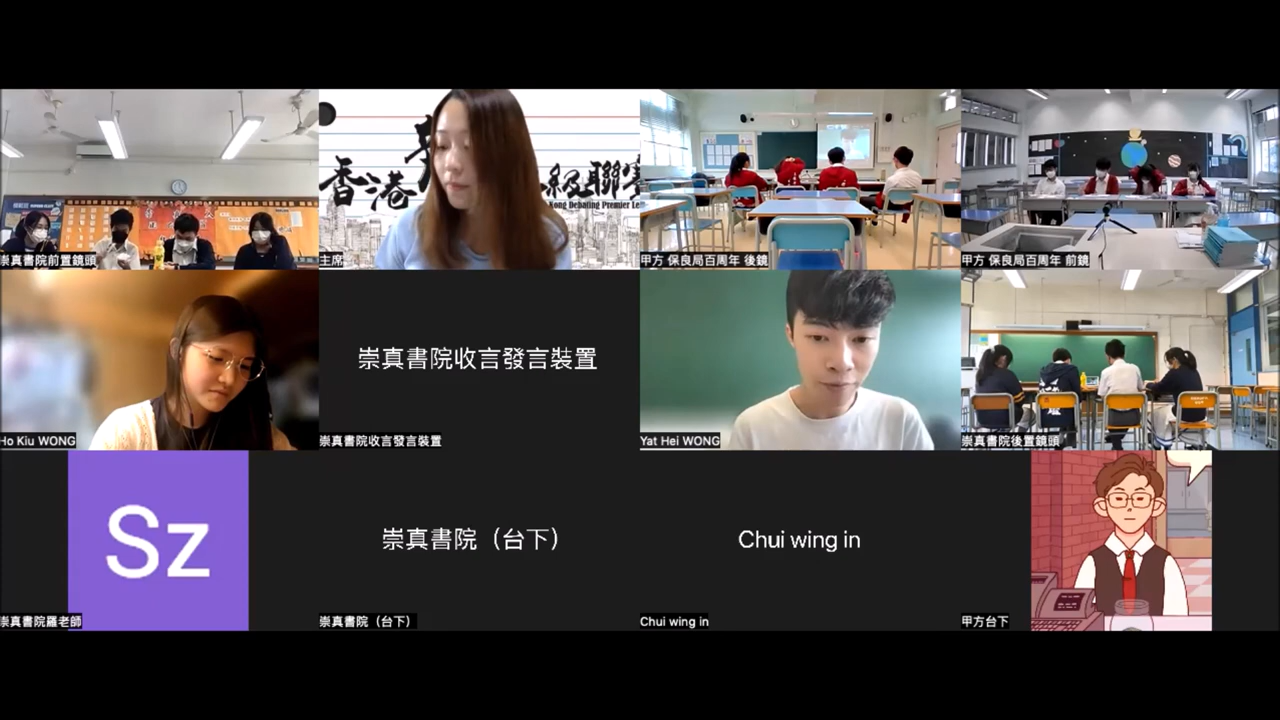 香港
級聯賽
Kong Debating Premier Le
崇真書院前置鏡頭
主席
甲方 保良局百周年 後鏡
甲方 保良局百周年 前鏡
崇真書院收言發言裝置
Ho Kiu WONG
崇真書院收言發言裝置
Yat Hei WONG
崇真書院後置鏡頭
Sz
崇真書院（台下）
Chui wing in
崇真書院羅老師
崇真書院（台下）
Chui wing in
甲方台下